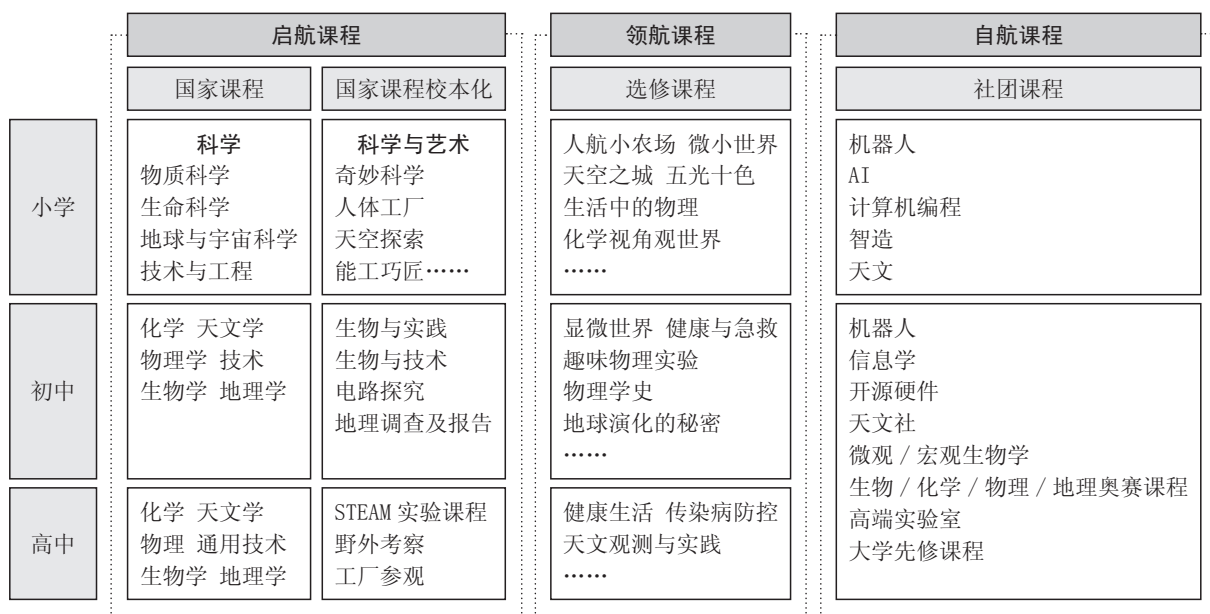 启航课程
领航课程
自航课程
国家课程
国家课程校本化
选修课程
社团课程
小学
科学
物质科学
生命科学
地球与宇宙科学
技术与工程
科学与艺术
奇妙科学
人体工厂
天空探索
能工巧匠……
人航小农场 微小世界
天空之城 五光十色
生活中的物理
化学视角观世界
……
机器人
AI
计算机编程
智造
天文
初中
化学 天文学
物理学 技术
生物学 地理学
生物与实践
生物与技术
电路探究
地理调查及报告
显微世界 健康与急救
趣味物理实验
物理学史
地球演化的秘密
……
机器人
信息学
开源硬件
天文社
微观 / 宏观生物学
生物 / 化学 / 物理 / 地理奥赛课程
高端实验室
大学先修课程
高中
化学 天文学
物理 通用技术
生物学 地理学
STEAM 实验课程
野外考察
工厂参观
健康生活 传染病防控
天文观测与实践
……